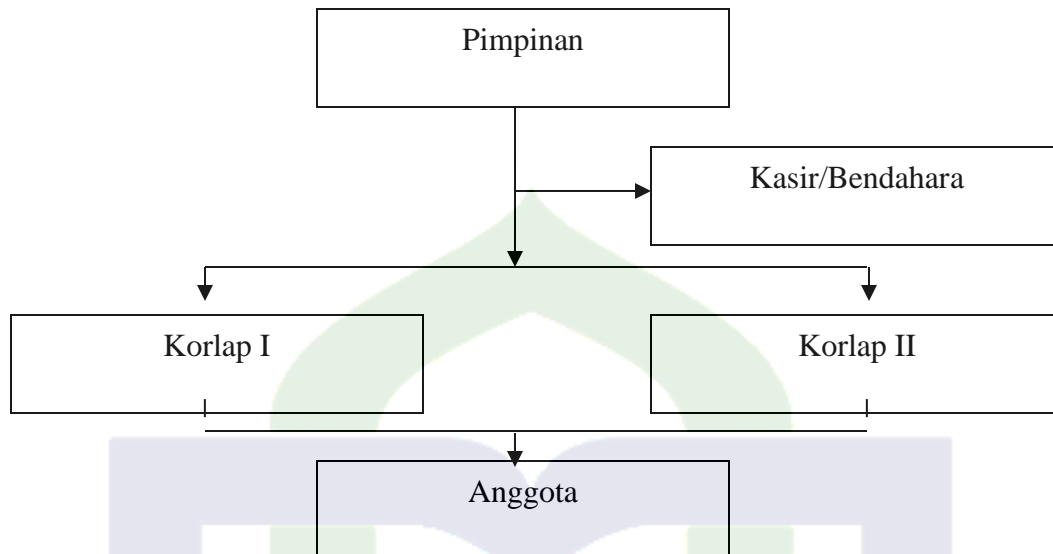 Pimpinan
Kasir/Bendahara
Korlap I
Korlap II
Anggota